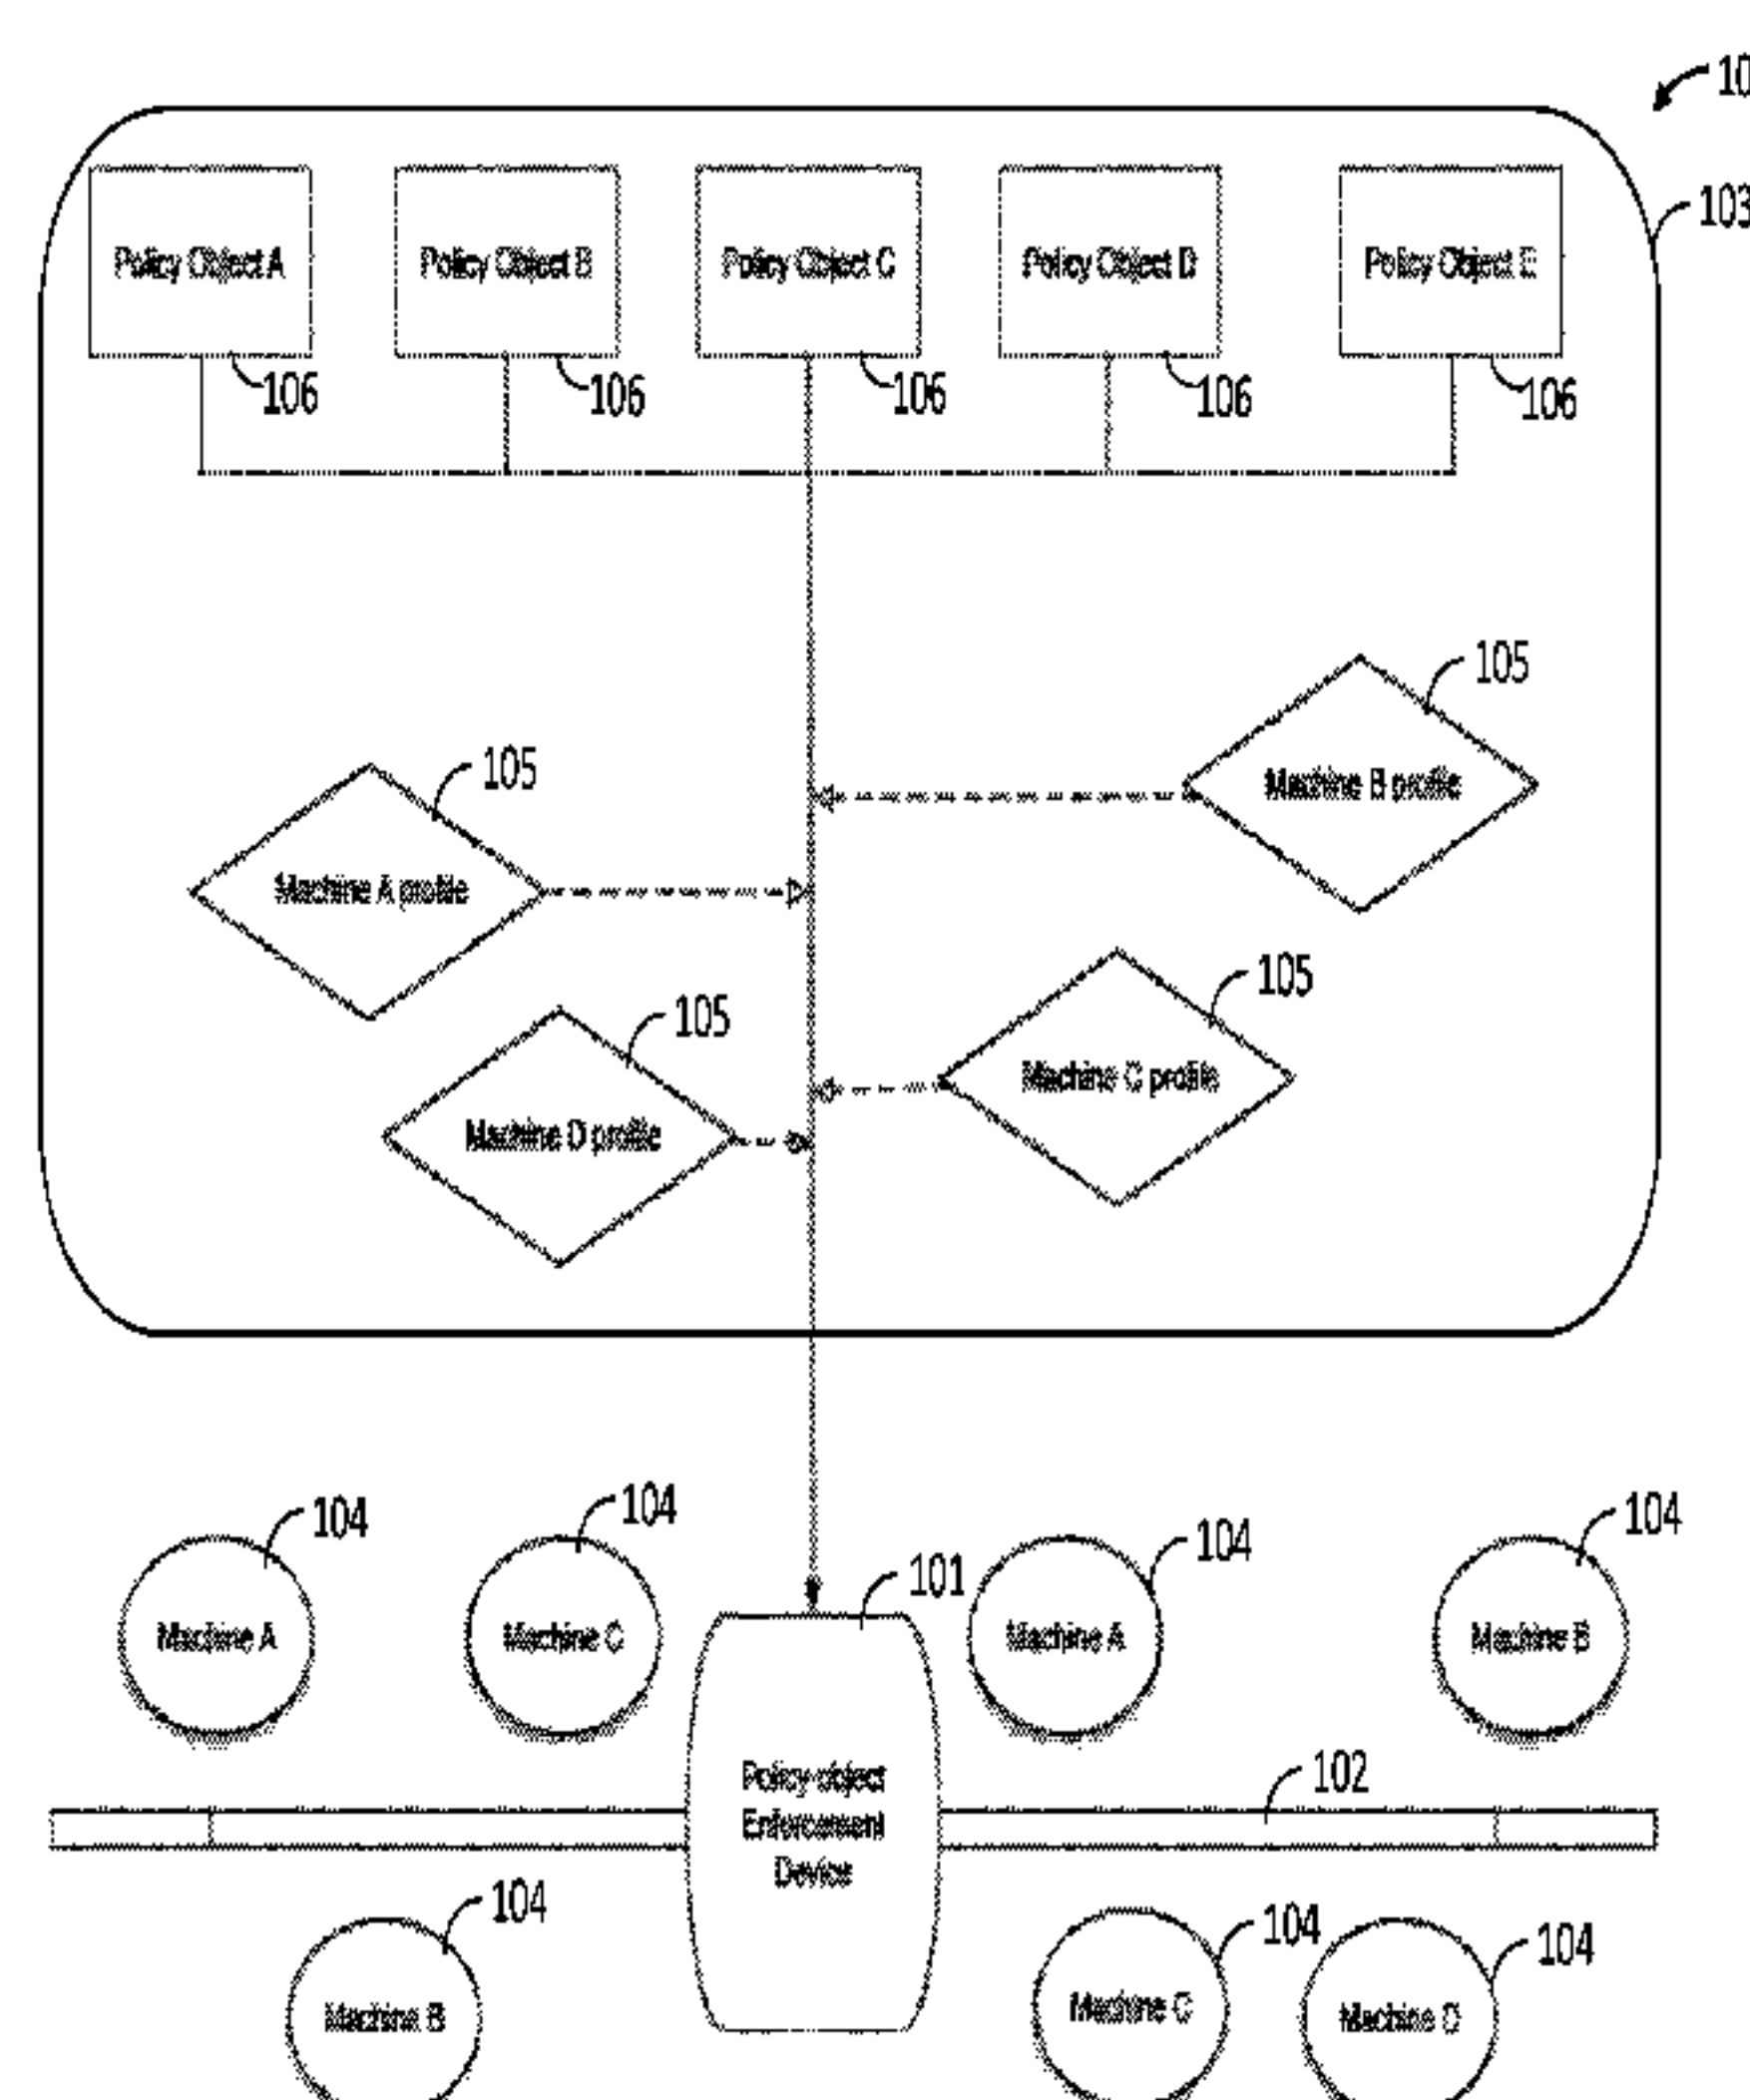 10
103
Policy Object A
Policy Object B
Policy Object C
Policy Object D
Policy Object E
106
106
106
106
106
105
Machine B profile
105
Machine A profile
105
Machine C profile
105
Machine D profile
104
104
104
104
101
Machine A
Machine C
Machine A
Machine B
102
Policy object
Enforcement
Device
104
104
104
Machine B
Machine C
Machine D